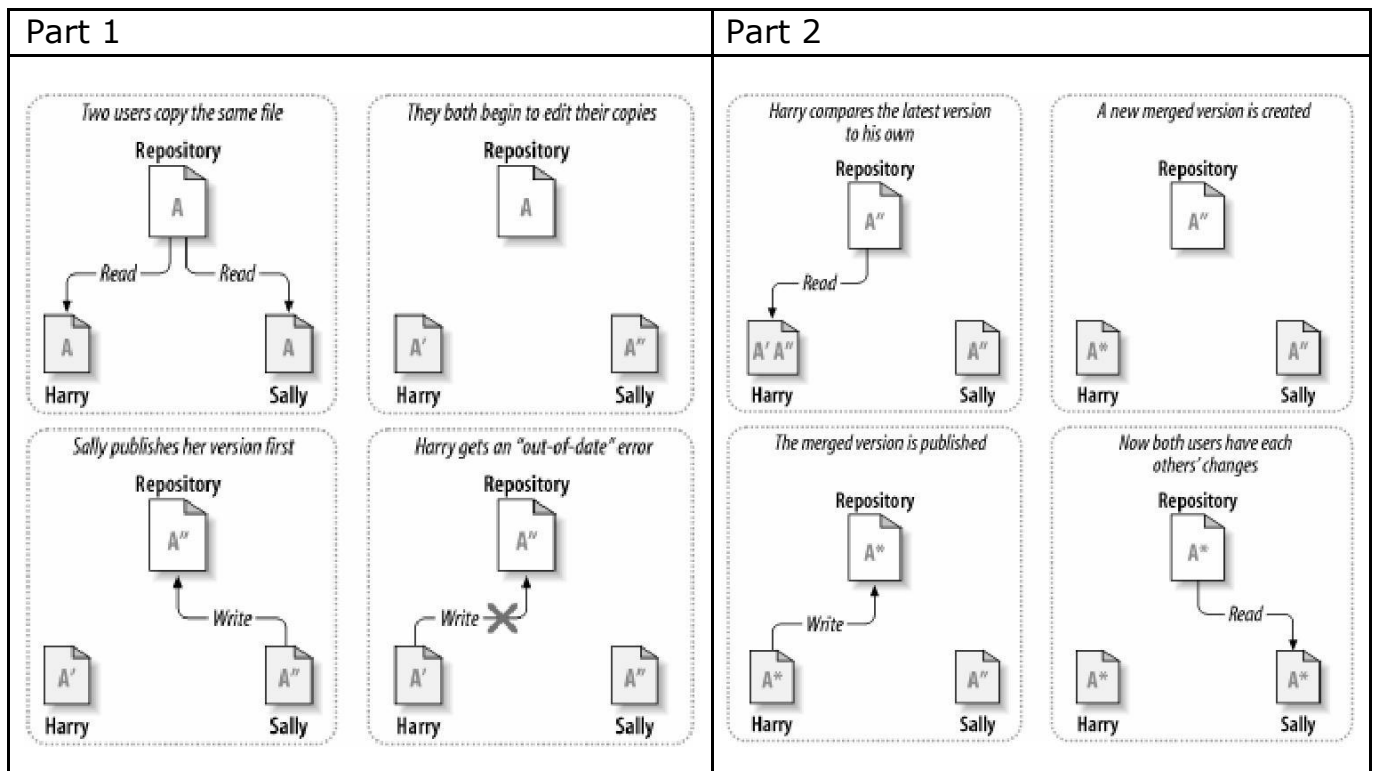 Part 1
Two users copy the same file
Repository
A
Read
Read
A
A
Harry
Sally
They both begin to edit their copies
Repository
A
A'
A"
Harry
Sally
Sally publishes her version first
Repository
A"
Write
A'
A"
Harry
Sally
Harry gets an "out-of-date" error
Repository
A"
Write
A'
A"
Harry
Sally
Part 2
Harry compares the latest version
to his own
Repository
A"
Read
A' A"
A"
Harry
Sally
A new merged version is created
Repository
A"
A*
A"
Harry
Sally
The merged version is published
Repository
A*
Write
A*
A"
Harry
Sally
Now both users have each
others' changes
Repository
A*
Read
A*
A*
Harry
Sally